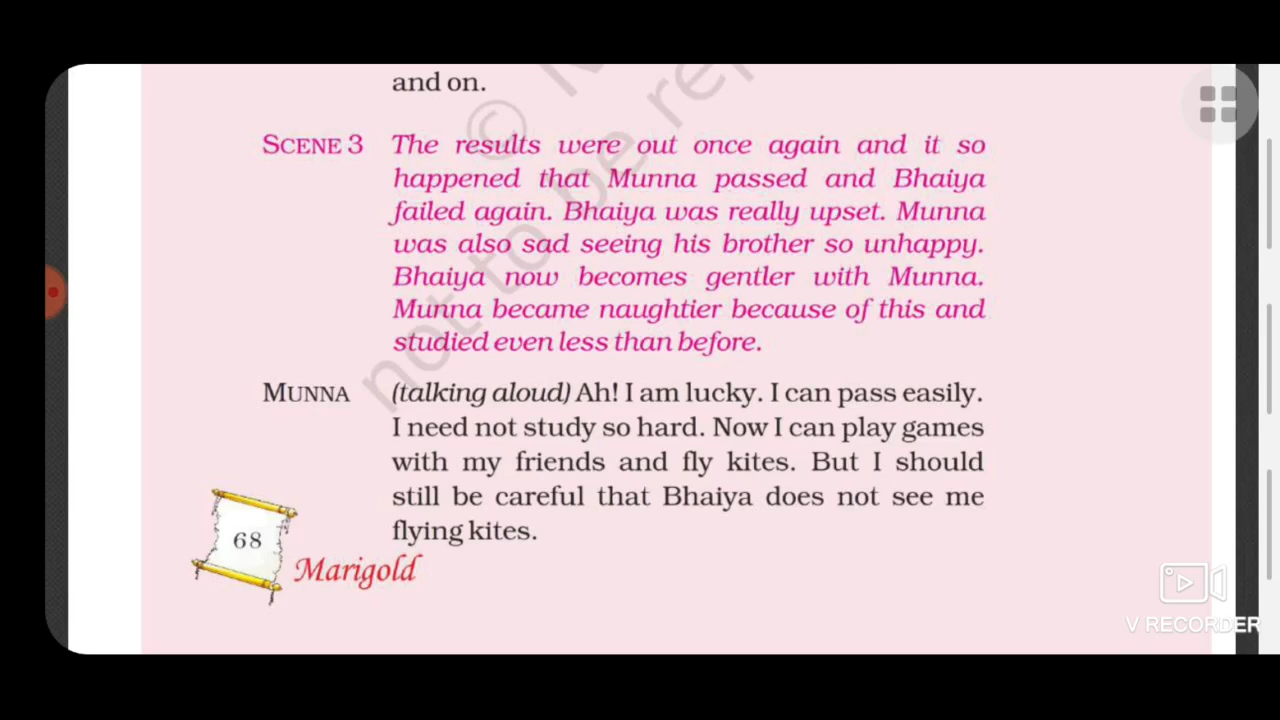 and on.
SCENE 3 The results were out once again and it so
happened that Munna passed and Bhaiya
failed again. Bhaiya was really upset. Munna
was also sad seeing his brother so unhappy.
Bhaiya now becomes gentler with Munna.
Munna became naughtier because of this and
studied even less than before.
MUNNA (talking aloud) Ah! I am lucky. I can pass easily.
I need not study so hard. Now I can play games
with my friends and fly kites. But I should
still be careful that Bhaiya does not see me
flying kites.
68
Marigold
not to be
V RECORDER